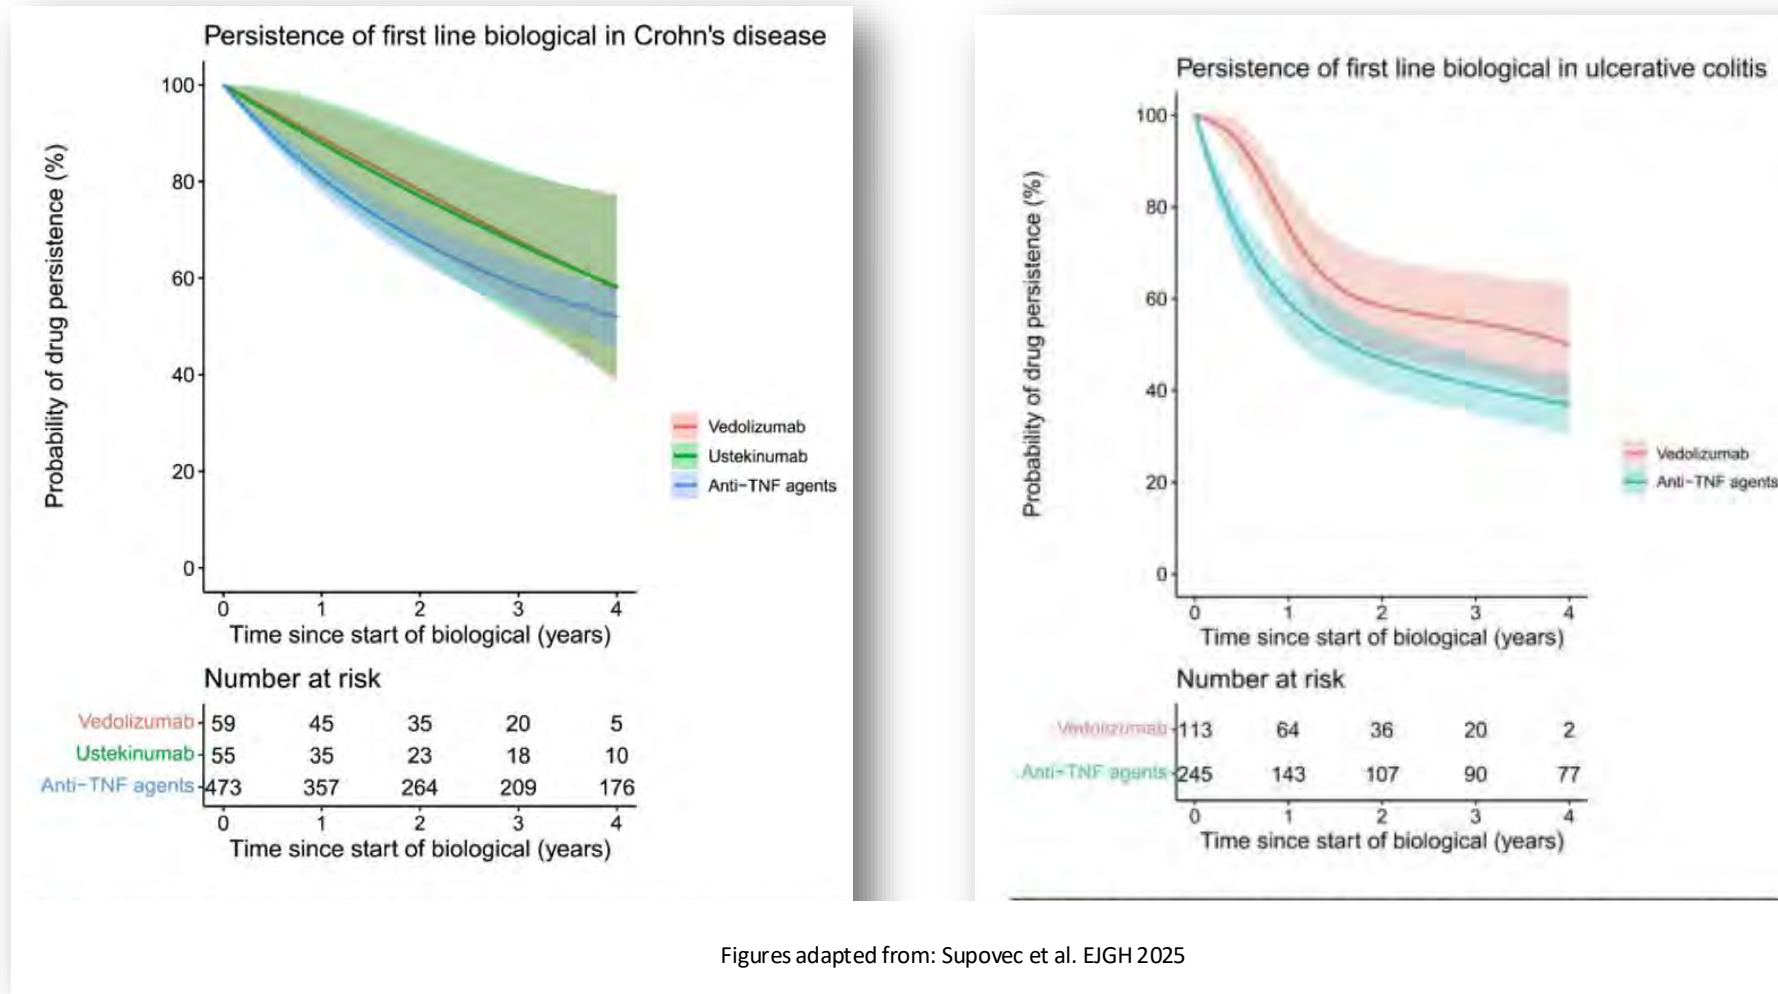 Persistence of first line biological in Crohn's disease
Probability of drug persistence (%)
100
80
60
40
20
0
0 1 2 3 4
Time since start of biological (years)
Vedolizumab
Ustekinumab
Anti−TNF agents
Number at risk
Vedolizumab 59 45 35 20 5
Ustekinumab 55 35 23 18 10
Anti−TNF agents 473 357 264 209 176
0 1 2 3 4
Time since start of biological (years)
Persistence of first line biological in ulcerative colitis
Probability of drug persistence (%)
100
80
60
40
20
0
0 1 2 3 4
Time since start of biological (years)
Vedolizumab
Anti−TNF agents
Number at risk
Vedolizumab 113 64 36 20 2
Anti−TNF agents 245 143 107 90 77
0 1 2 3 4
Time since start of biological (years)
Figures adapted from: Supovec et al. EJGH 2025